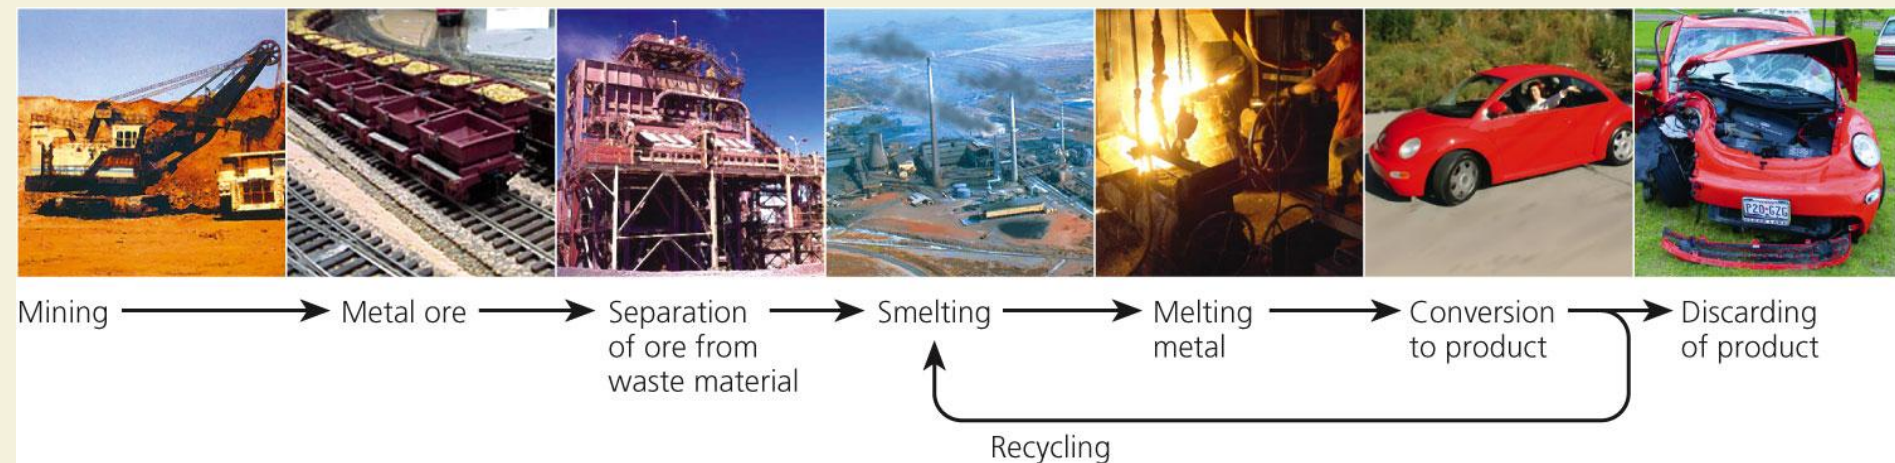 Mining
Metal ore
Separation
of ore from
waste material
Smelting
Melting
metal
Conversion
to product
Discarding
of product
Recycling